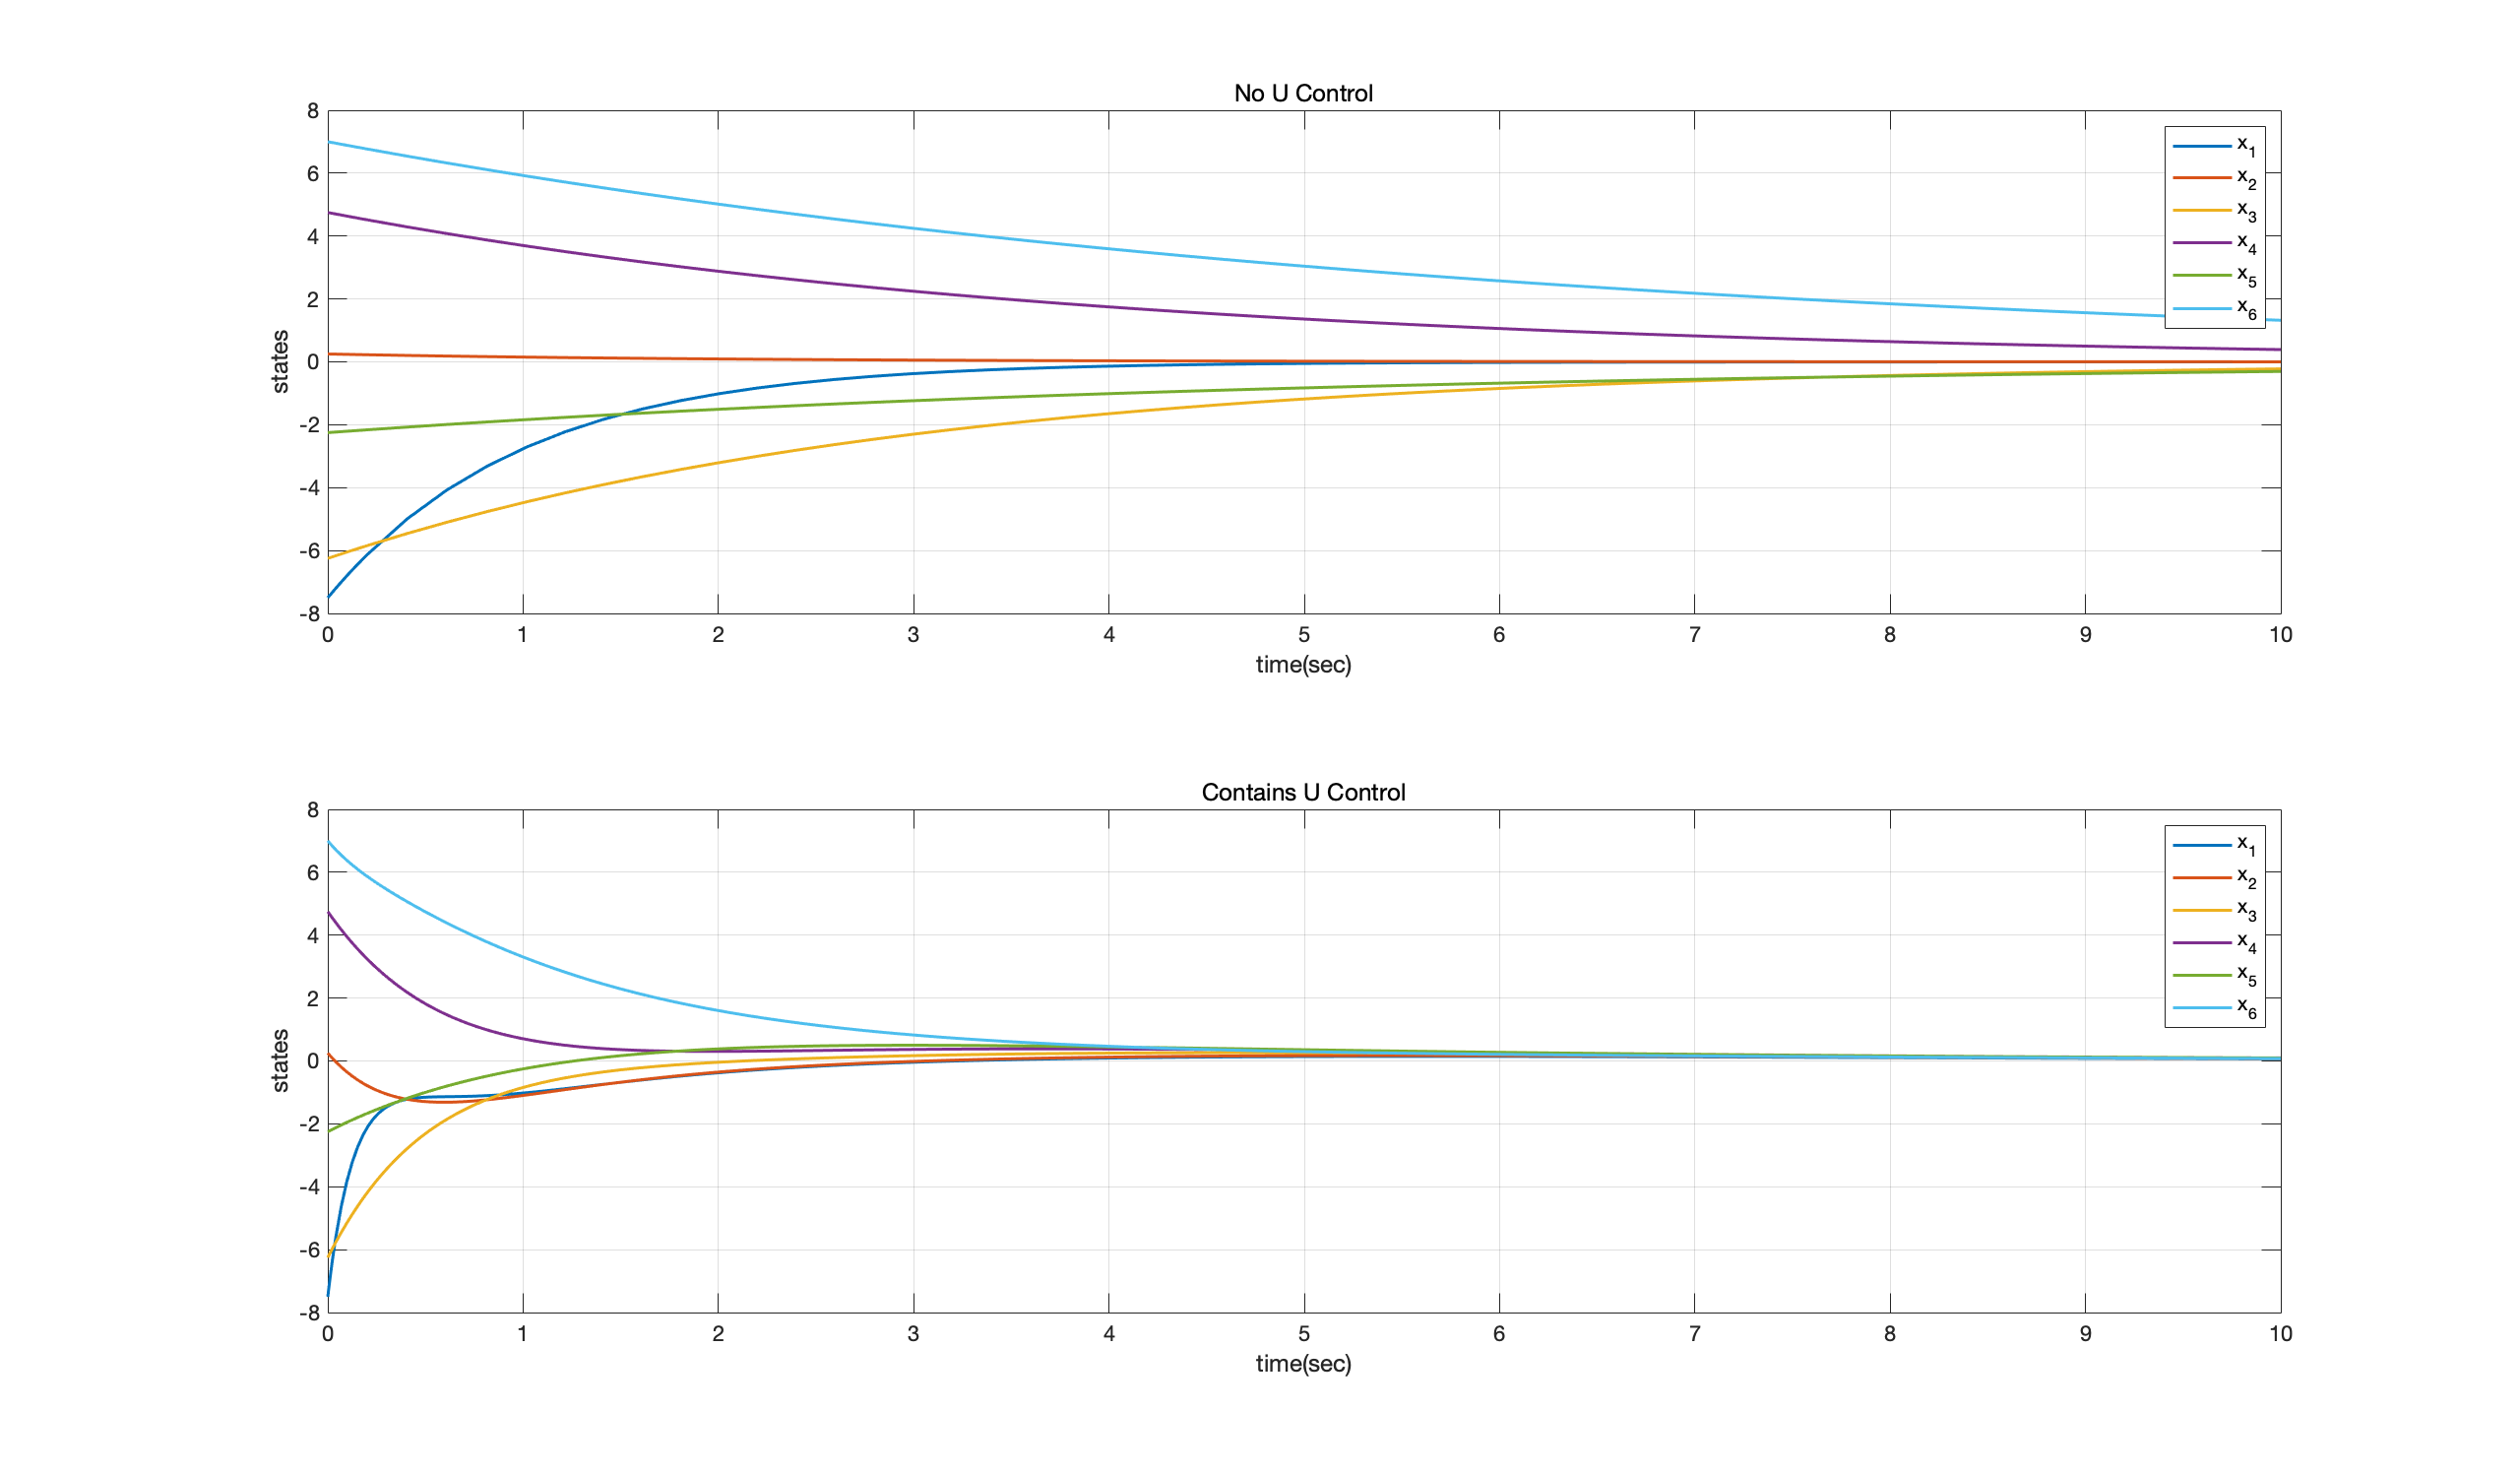 No U Control
8
6
4
2
0
-2
-4
-6
-8
states
0 1 2 3 4 5 6 7 8 9 10
time(sec)
x1
x2
x3
x4
x5
x6
Contains U Control
8
6
4
2
0
-2
-4
-6
-8
states
0 1 2 3 4 5 6 7 8 9 10
time(sec)
x1
x2
x3
x4
x5
x6